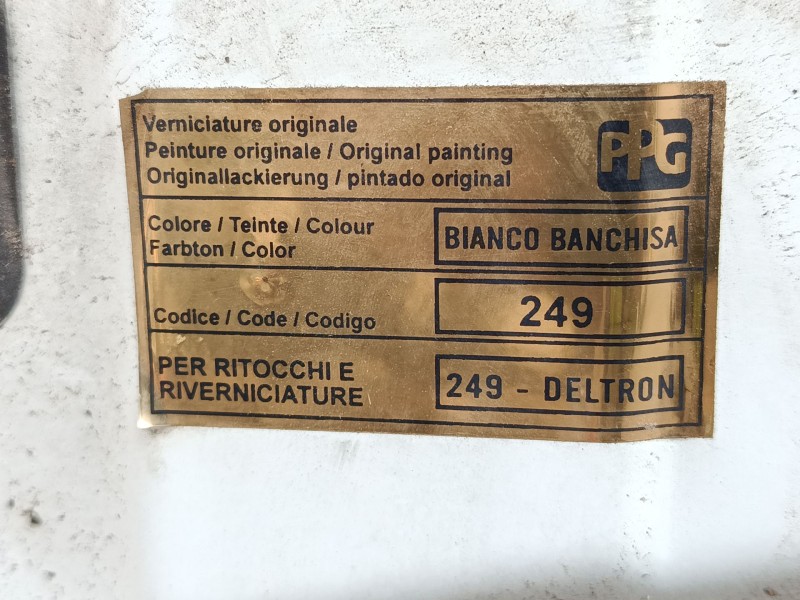 Verniciature originale
Peinture originale / Original painting
Originallackierung / pintado original
PPG
Colore / Teinte / Colour
Farbton / Color
BIANCO BANCHISA
Codice / Code / Codigo
249
PER RITOCCHI E
RIVERNICIATURE
249 - DELTRON